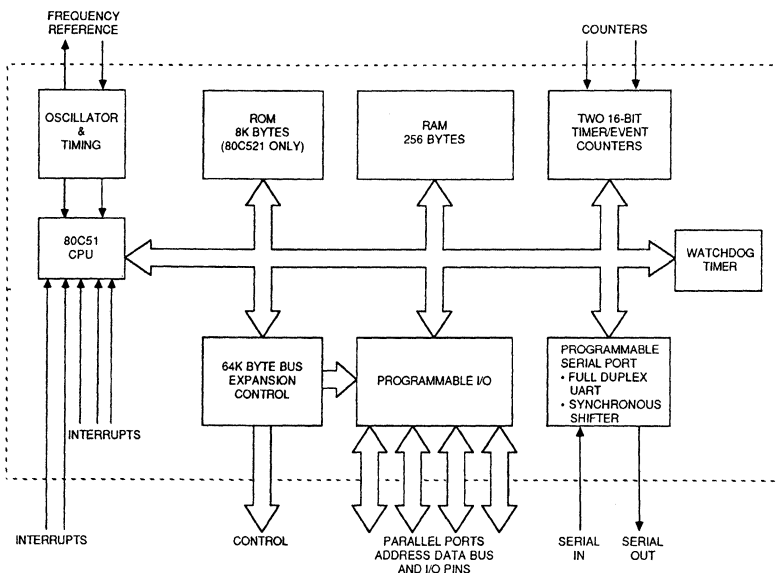 FREQUENCY
REFERENCE
COUNTERS
OSCILLATOR
&
TIMING
ROM
8K BYTES
(80C521 ONLY)
RAM
256 BYTES
TWO 16-BIT
TIMER/EVENT
COUNTERS
80C51
CPU
WATCHDOG
TIMER
64K BYTE BUS
EXPANSION
CONTROL
PROGRAMMABLE I/O
PROGRAMMABLE
SERIAL PORT
• FULL DUPLEX
UART
• SYNCHRONOUS
SHIFTER
INTERRUPTS
INTERRUPTS
CONTROL
PARALLEL PORTS
ADDRESS DATA BUS
AND I/O PINS
SERIAL
IN
SERIAL
OUT